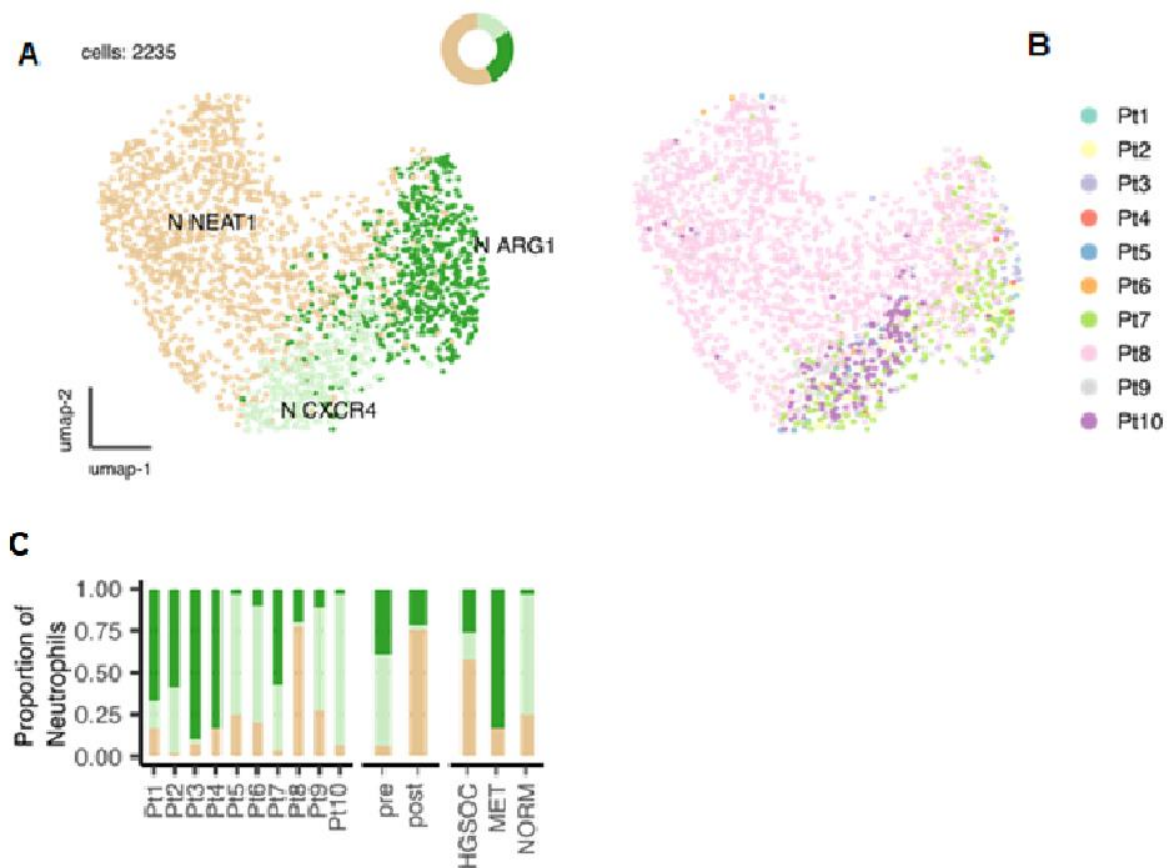 A
cells: 2235
B
N NEAT1
N ARG1
N CXCR4
umap-2
umap-1
Pt1
Pt2
Pt3
Pt4
Pt5
Pt6
Pt7
Pt8
Pt9
Pt10
C
Proportion of
Neutrophils
1.00
0.75
0.50
0.25
0.00
Pt1
Pt2
Pt3
Pt4
Pt5
Pt6
Pt7
Pt8
Pt9
Pt10
pre
post
HGSOC
MET
NORM